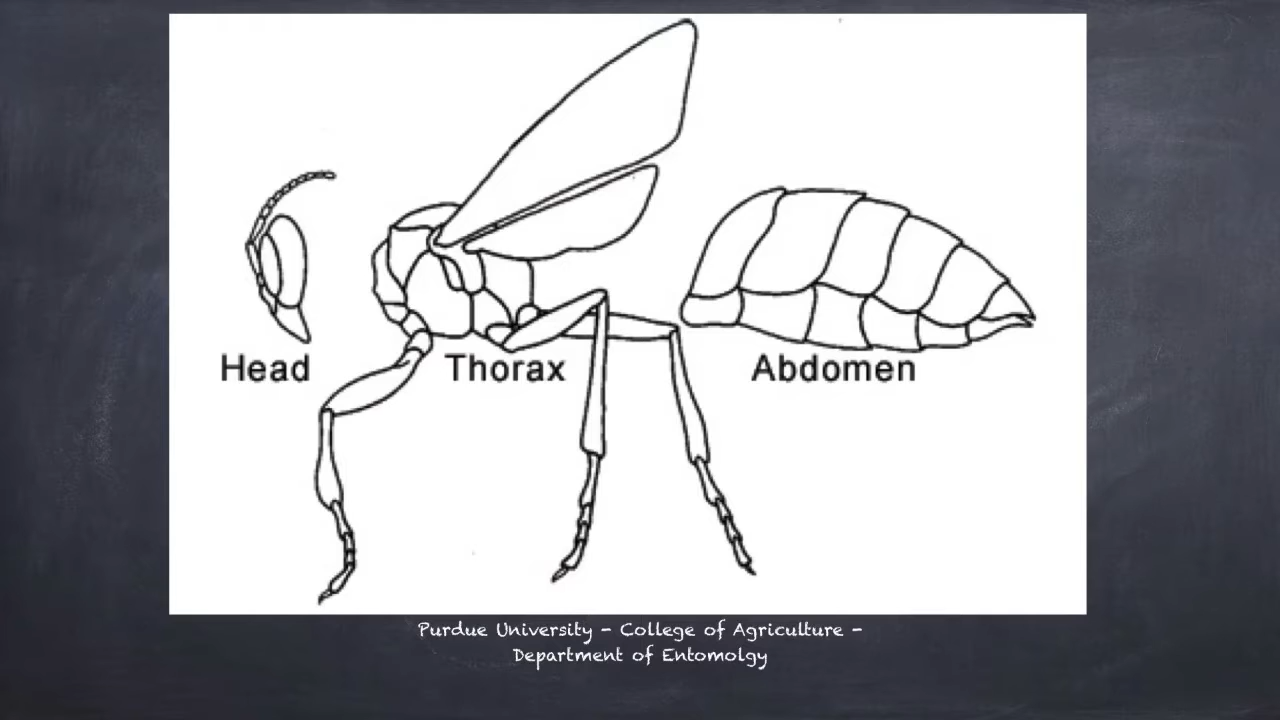 Head Thorax Abdomen
Purdue University - College of Agriculture -
Department of Entomolgy